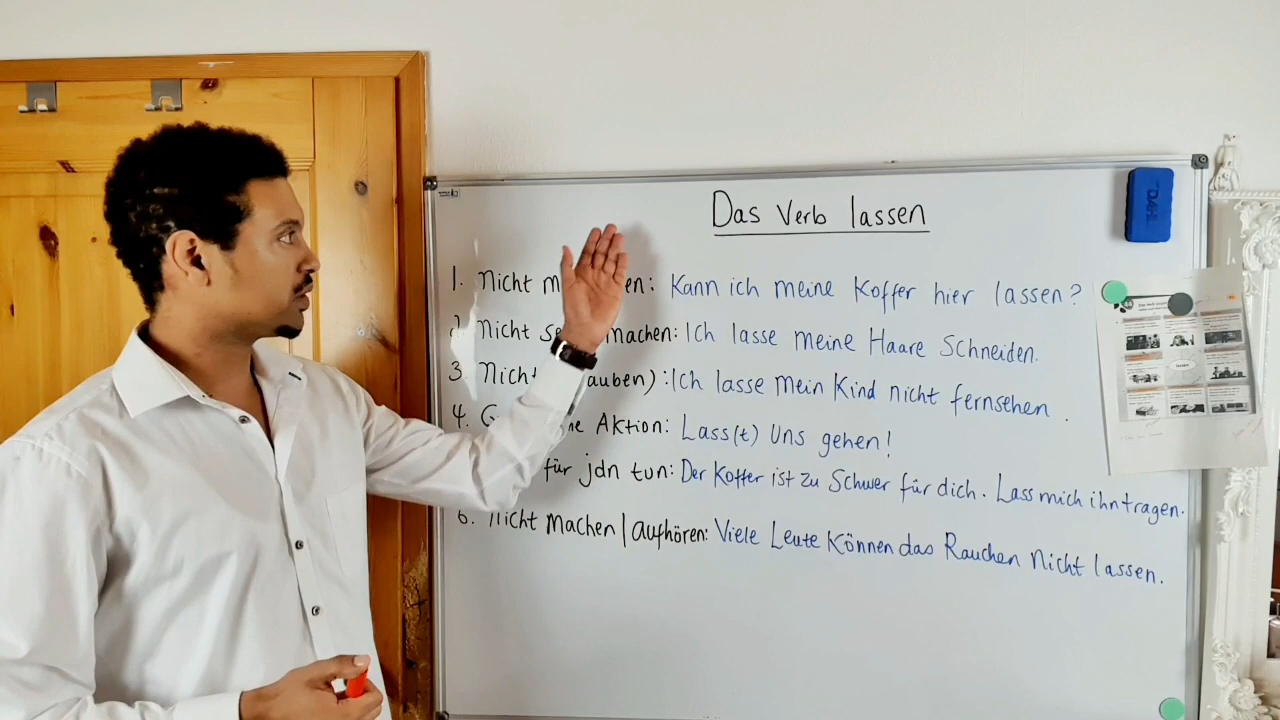 Das Verb lassen
1. Nicht m en: Kann ich meine Koffer hier lassen?
Nicht se machen: Ich lasse meine Haare Schneiden.
3. Nicht auben): Ich lasse mein Kind nicht fernsehen.
4. G ne Aktion: Lass(t) Uns gehen!
für jdn tun: Der Koffer ist zu Schwer für dich. Lass mich ihn tragen.
6. Nicht machen | aufhören: Viele Leute Können das Rauchen Nicht lassen.
DAHLE